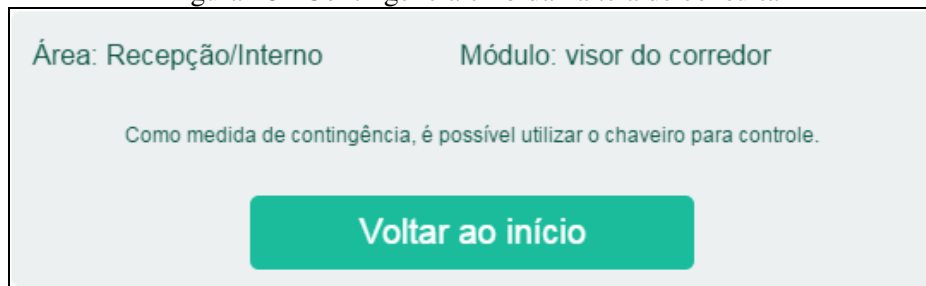 Área: Recepção/Interno Módulo: visor do corredor
Como medida de contingência, é possível utilizar o chaveiro para controle.
Voltar ao início